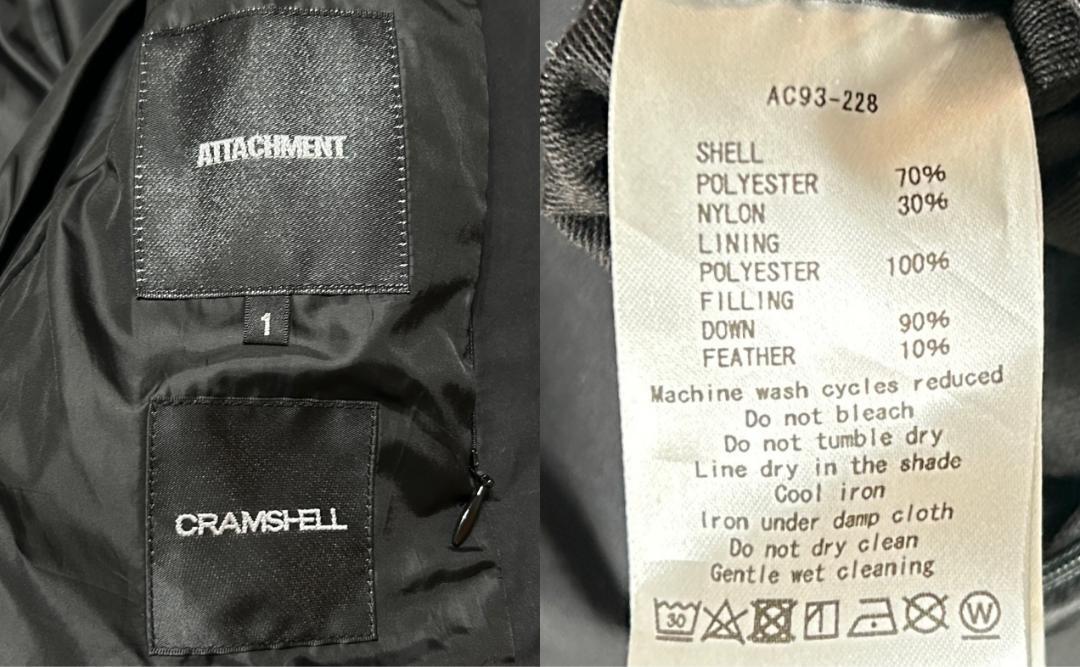 ATTACHMENT
1
CRAMSHELL
AC93-228
SHELL
POLYESTER 70%
NYLON 30%
LINING
POLYESTER 100%
FILLING
DOWN 90%
FEATHER 10%
Machine wash cycles reduced
Do not bleach
Do not tumble dry
Line dry in the shade
Cool iron
Iron under damp cloth
Do not dry clean
Gentle wet cleaning
30 W